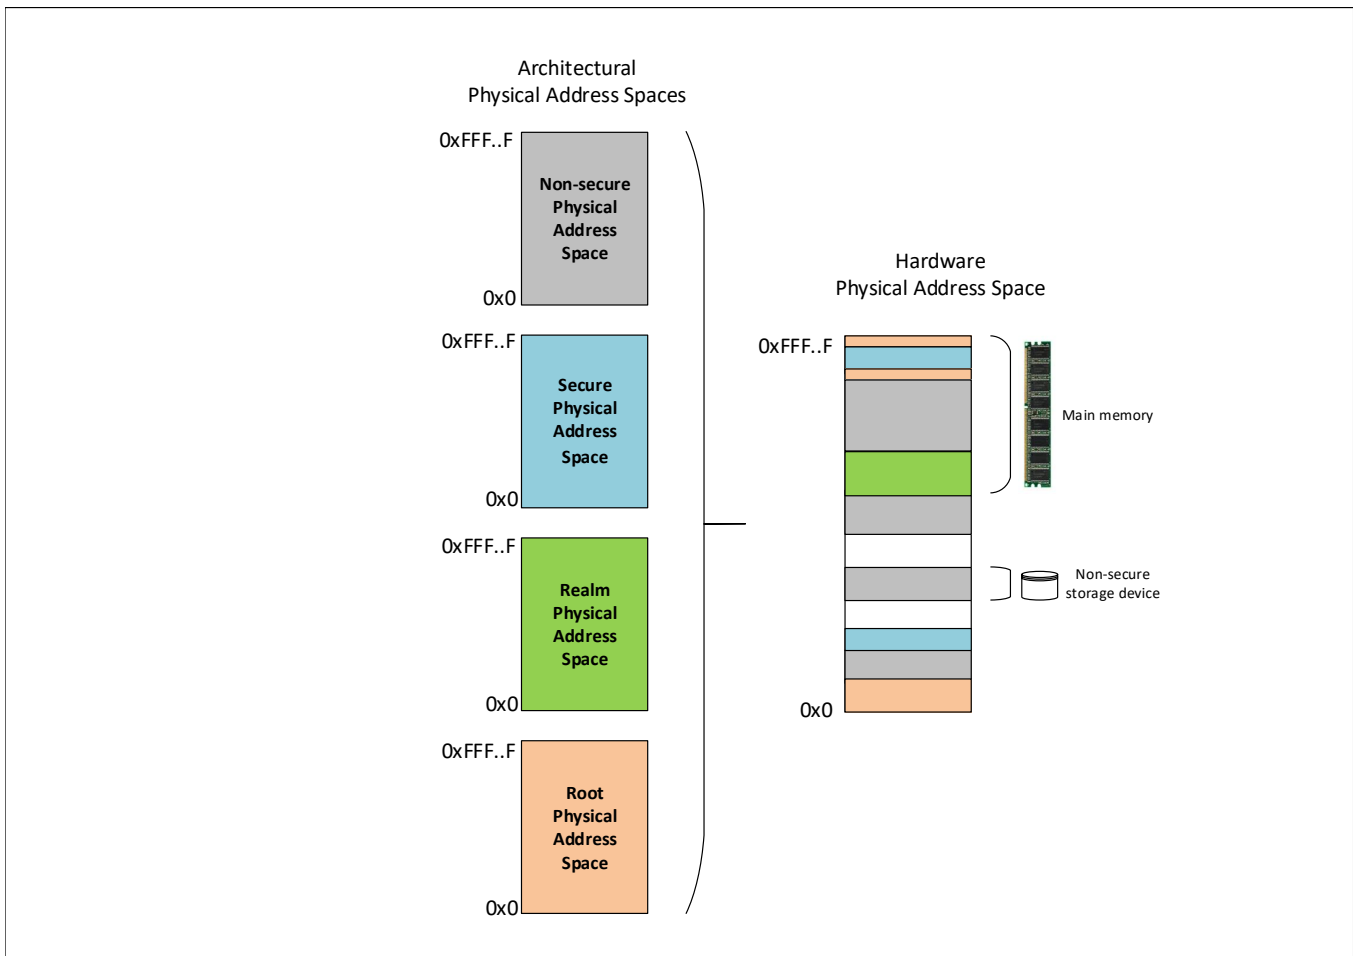 Architectural
Physical Address Spaces
0xFFF..F
Non-secure
Physical
Address
Space
0x0
0xFFF..F
Secure
Physical
Address
Space
0x0
0xFFF..F
Realm
Physical
Address
Space
0x0
0xFFF..F
Root
Physical
Address
Space
0x0
Hardware
Physical Address Space
0xFFF..F
Main memory
Non-secure
storage device
0x0